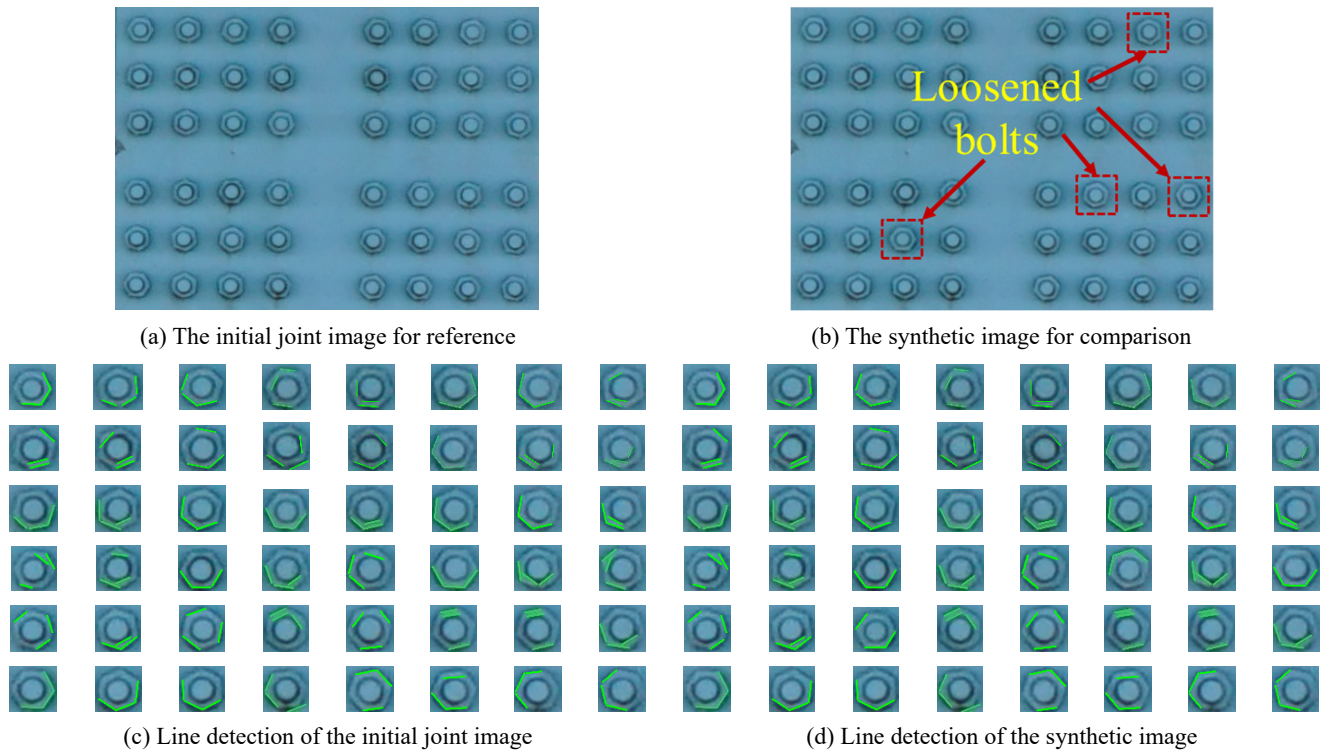 Loosened
bolts
(a) The initial joint image for reference
(b) The synthetic image for comparison
(c) Line detection of the initial joint image
(d) Line detection of the synthetic image